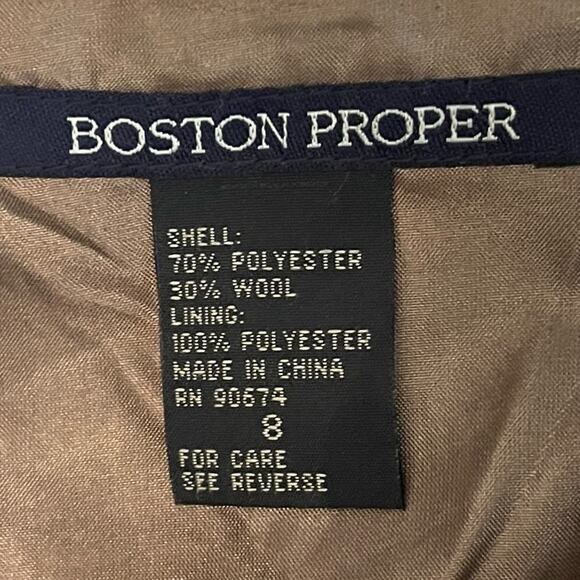 BOSTON PROPER
SHELL:
70% POLYESTER
30% WOOL
LINING:
100% POLYESTER
MADE IN CHINA
RN 90674
8
FOR CARE
SEE REVERSE